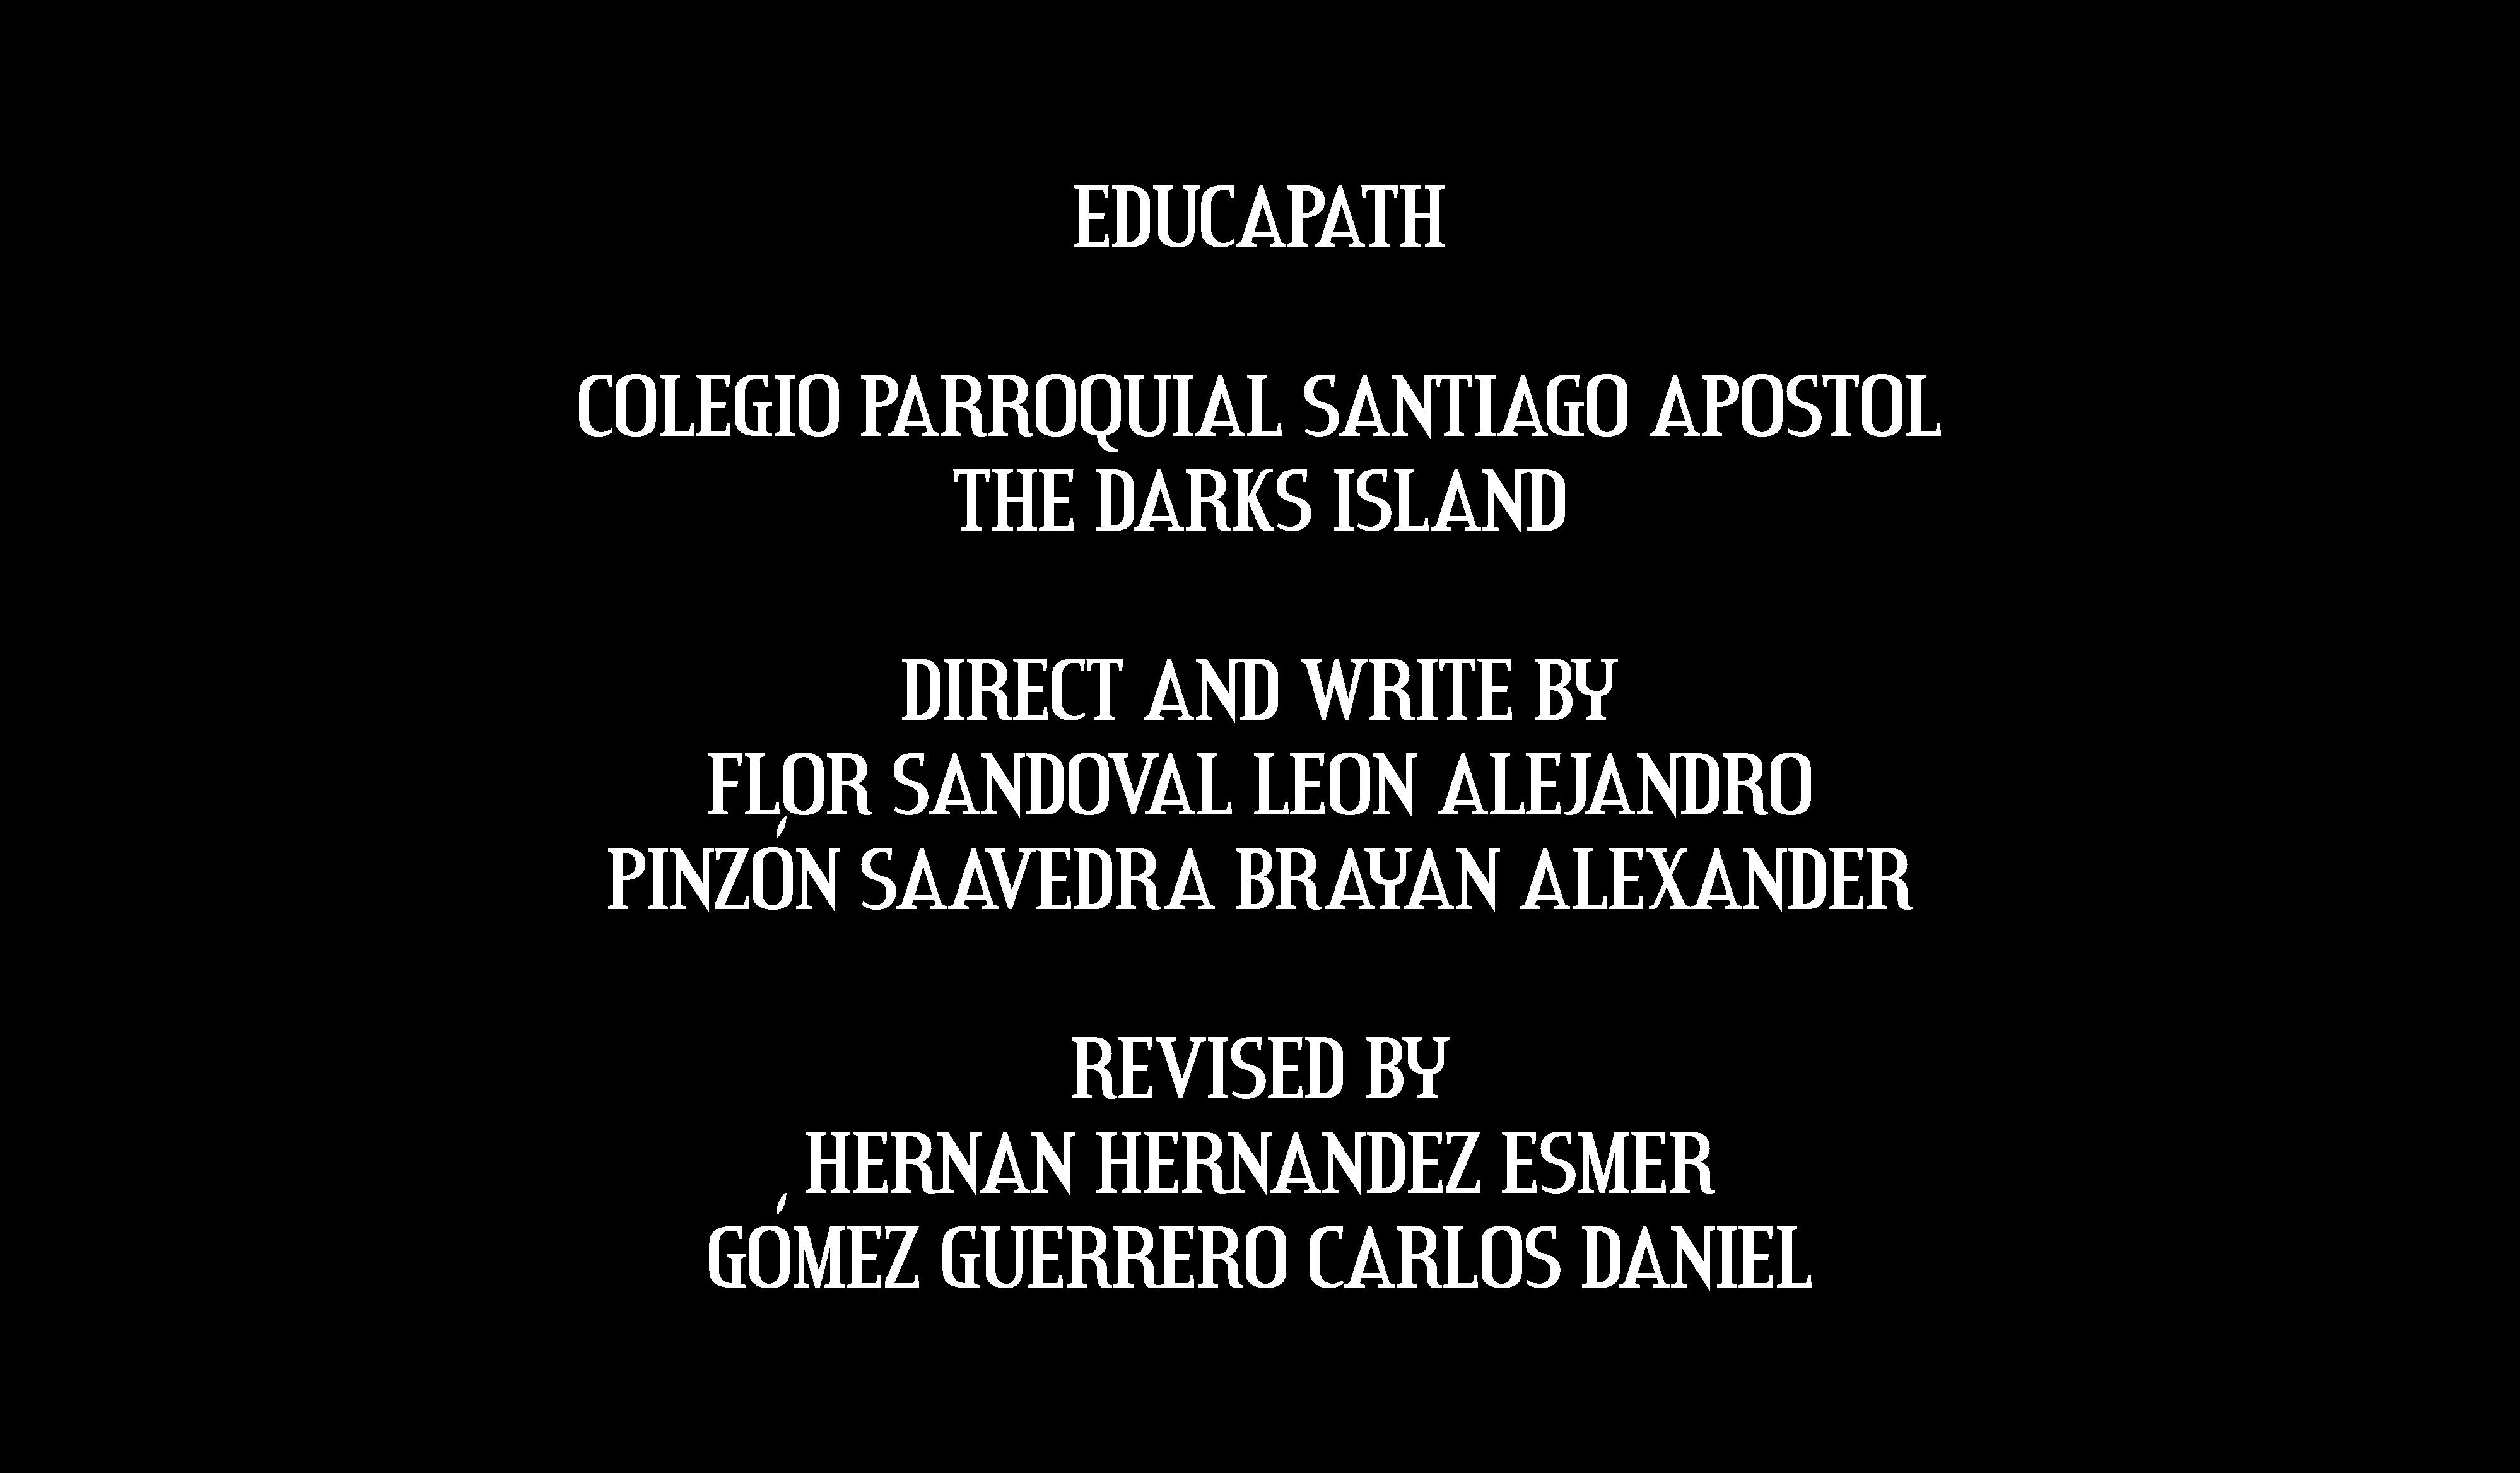 EDUCAPATH
COLEGIO PARROQUIAL SANTIAGO APOSTOL
THE DARKS ISLAND
DIRECT AND WRITE BY
FLOR SANDOVAL LEON ALEJANDRO
PINZÓN SAAVEDRA BRAYAN ALEXANDER
REVISED BY
HERNAN HERNANDEZ ESMER
GÓMEZ GUERRERO CARLOS DANIEL